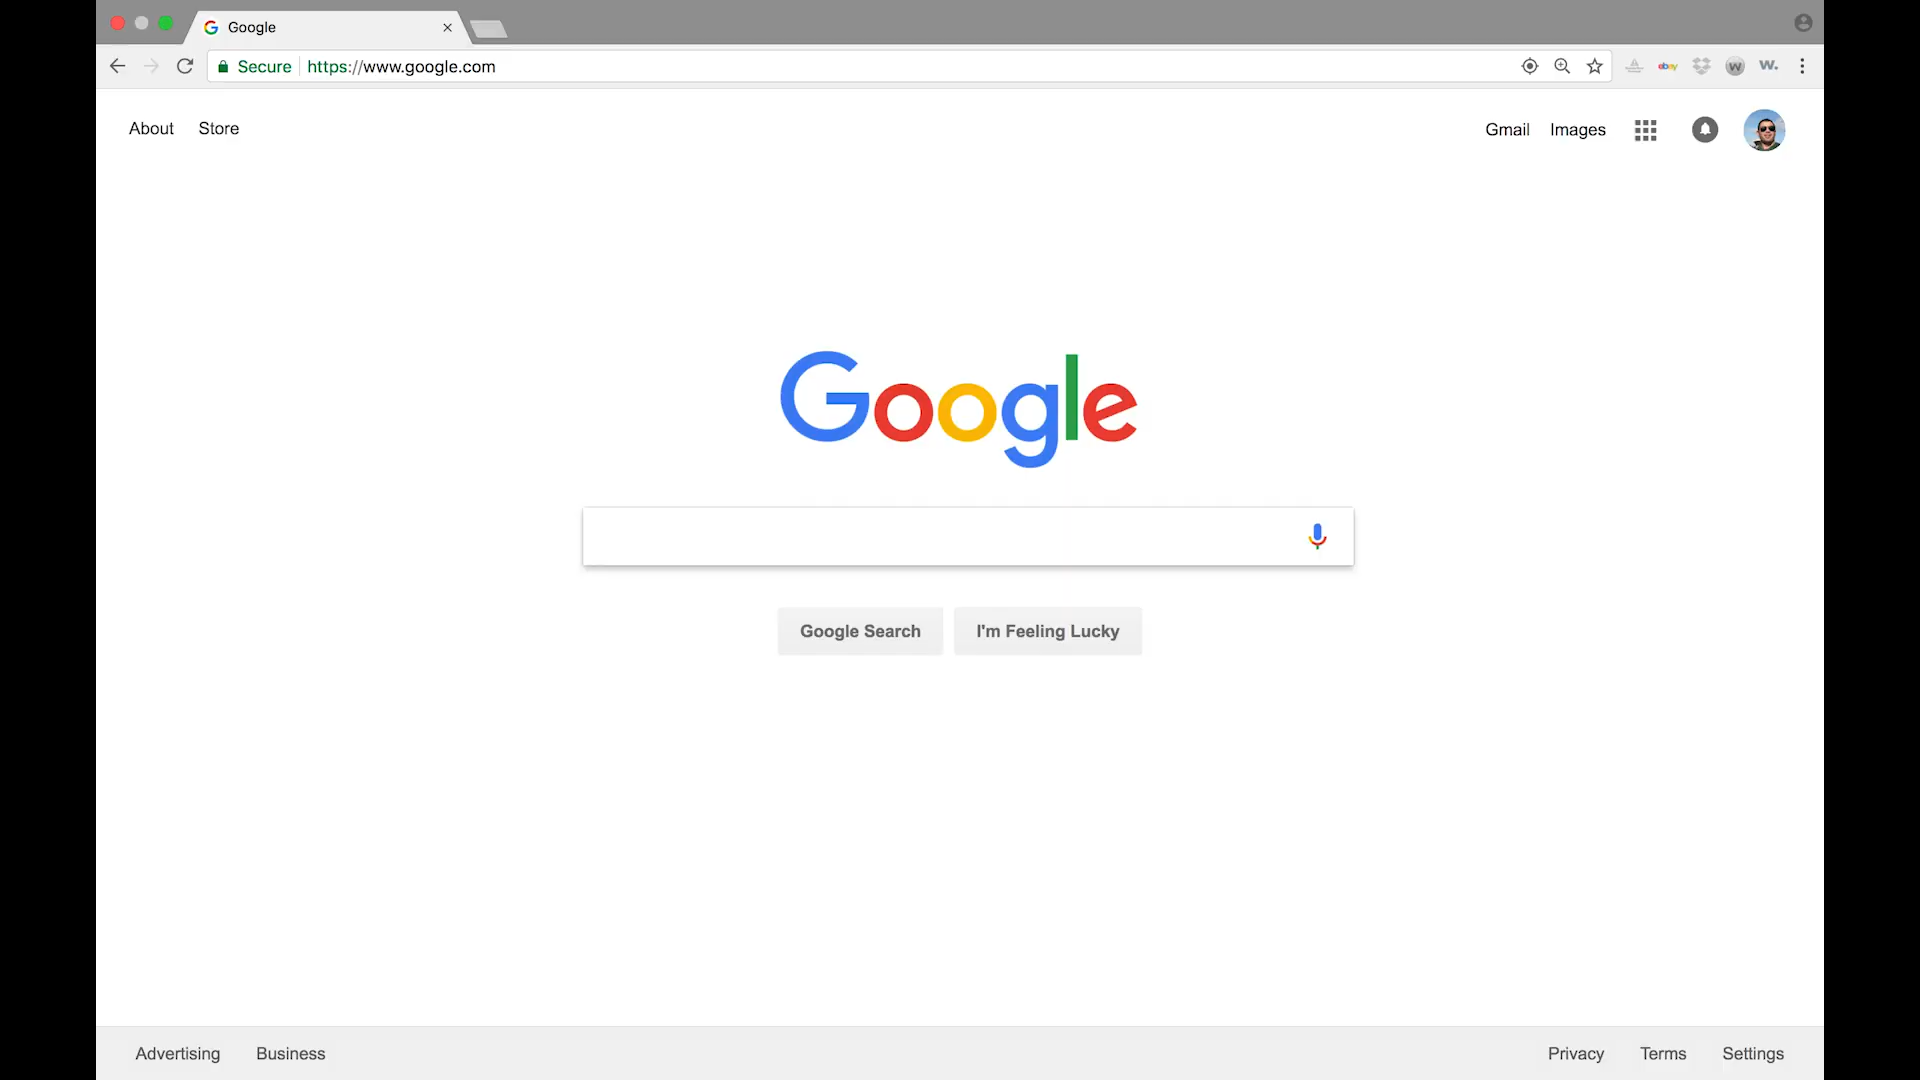 Google
Secure https://www.google.com
ebay
W
W.
About Store
Gmail Images
Google
Google Search I'm Feeling Lucky
Advertising Business
Privacy Terms Settings